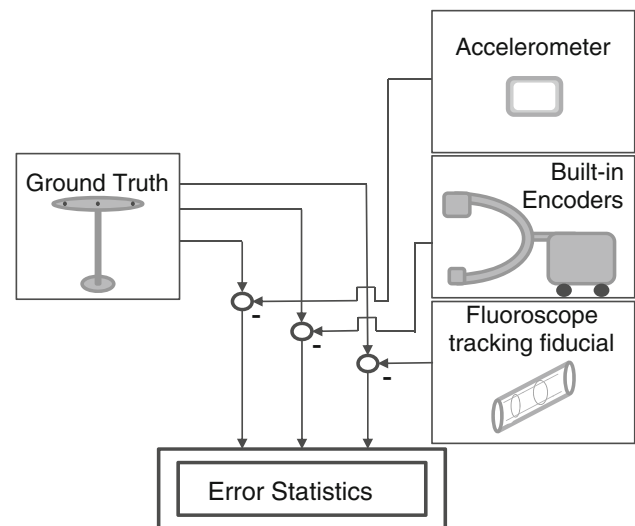 Accelerometer
Ground Truth
Built-in
Encoders
Fluoroscope
tracking fiducial
-
-
-
Error Statistics